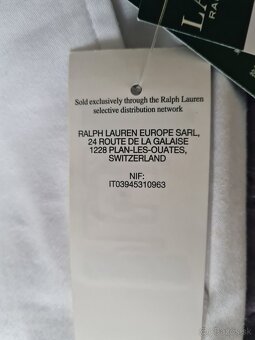 LA
RA
Sold exclusively through the Ralph Lauren
selective distribution network
RALPH LAUREN EUROPE SARL,
24 ROUTE DE LA GALAISE
1228 PLAN-LES-OUATES,
SWITZERLAND
NIF:
IT03945310963